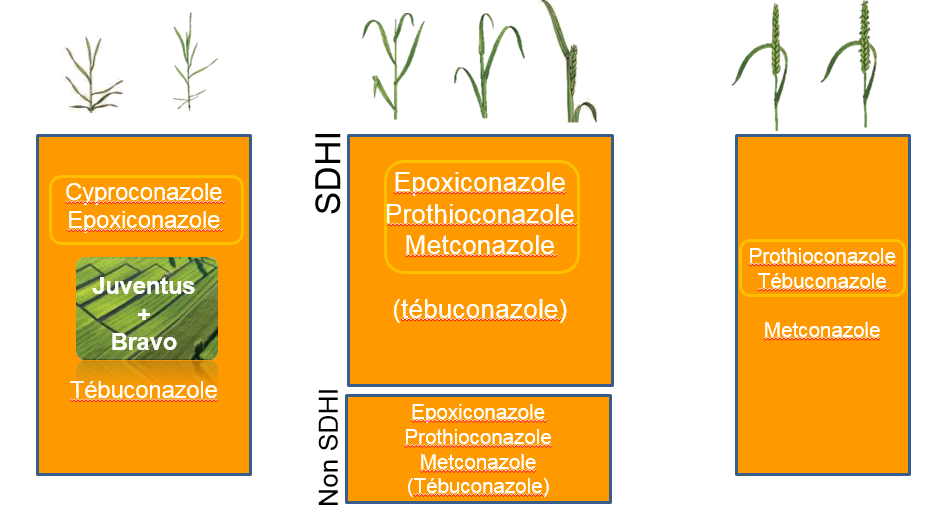 Cyproconazole
Epoxiconazole
Juventus
+
Bravo
Tébuconazole
SDHI
Epoxiconazole
Prothioconazole
Metconazole
(tébuconazole)
Non SDHI
Epoxiconazole
Prothioconazole
Metconazole
(Tébuconazole)
Prothioconazole
Tébuconazole
Metconazole